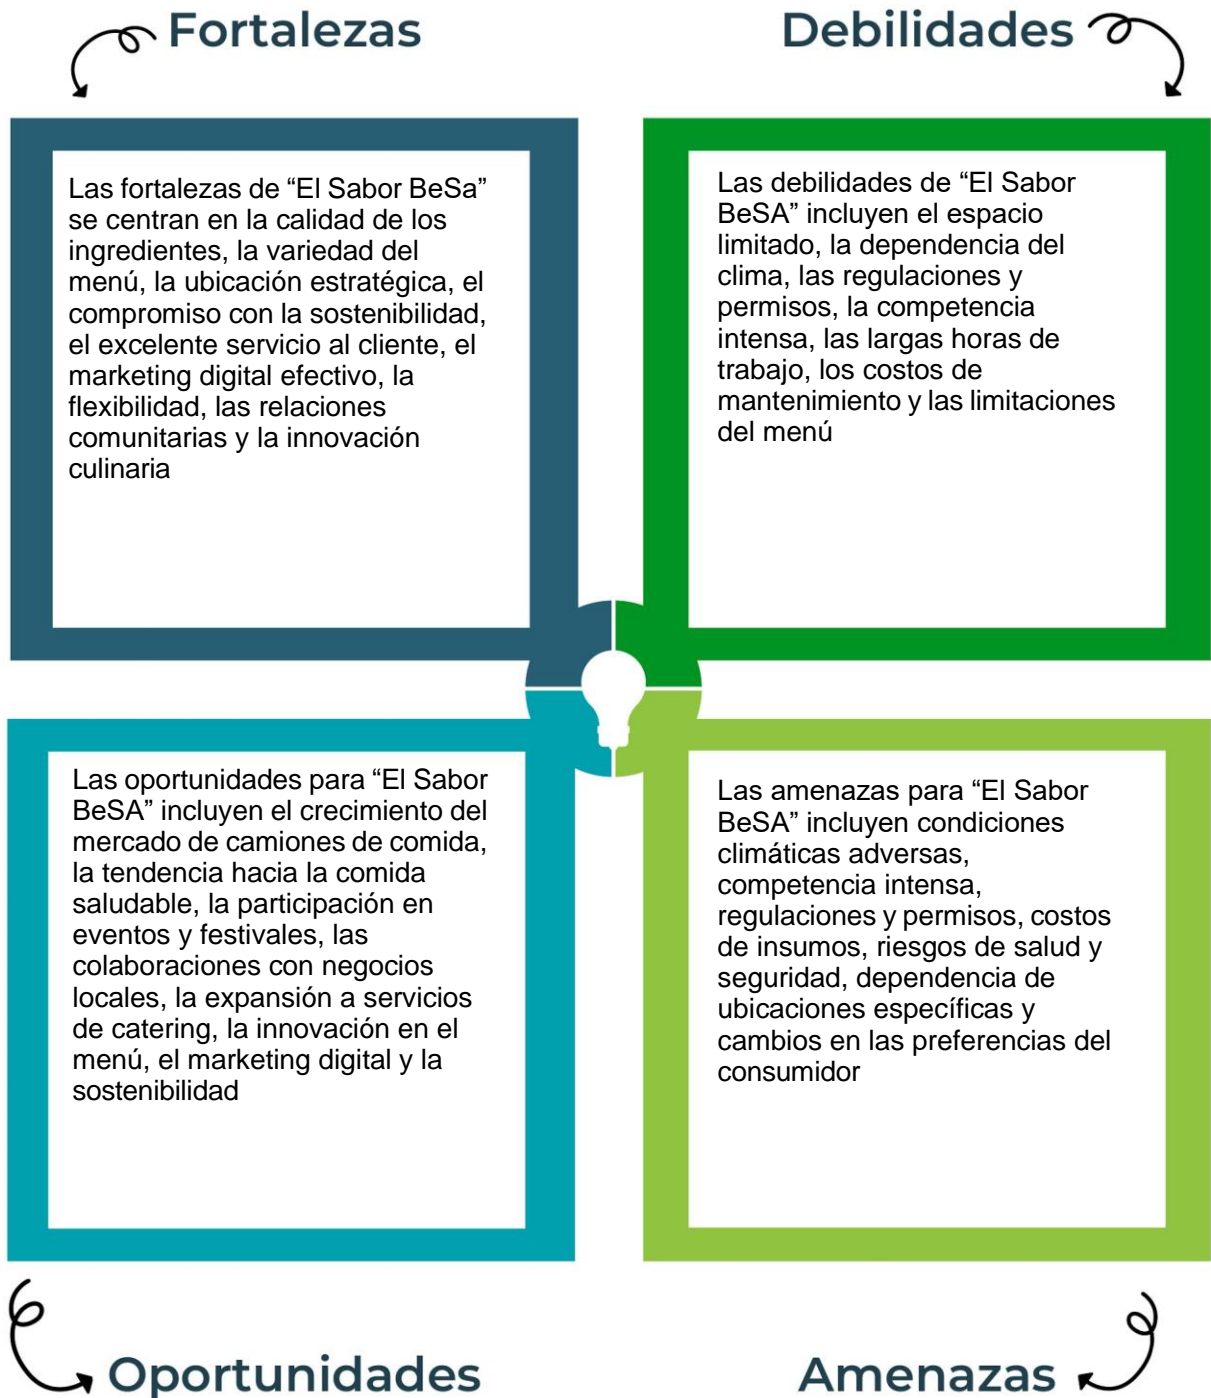 Fortalezas
Las fortalezas de “El Sabor BeSa”
se centran en la calidad de los
ingredientes, la variedad del
menú, la ubicación estratégica, el
compromiso con la sostenibilidad,
el excelente servicio al cliente, el
marketing digital efectivo, la
flexibilidad, las relaciones
comunitarias y la innovación
culinaria
Debilidades
Las debilidades de “El Sabor
BeSA” incluyen el espacio
limitado, la dependencia del
clima, las regulaciones y
permisos, la competencia
intensa, las largas horas de
trabajo, los costos de
mantenimiento y las limitaciones
del menú
Las oportunidades para “El Sabor
BeSA” incluyen el crecimiento del
mercado de camiones de comida,
la tendencia hacia la comida
saludable, la participación en
eventos y festivales, las
colaboraciones con negocios
locales, la expansión a servicios
de catering, la innovación en el
menú, el marketing digital y la
sostenibilidad
Oportunidades
Las amenazas para “El Sabor
BeSA” incluyen condiciones
climáticas adversas,
competencia intensa,
regulaciones y permisos, costos
de insumos, riesgos de salud y
seguridad, dependencia de
ubicaciones específicas y
cambios en las preferencias del
consumidor
Amenazas